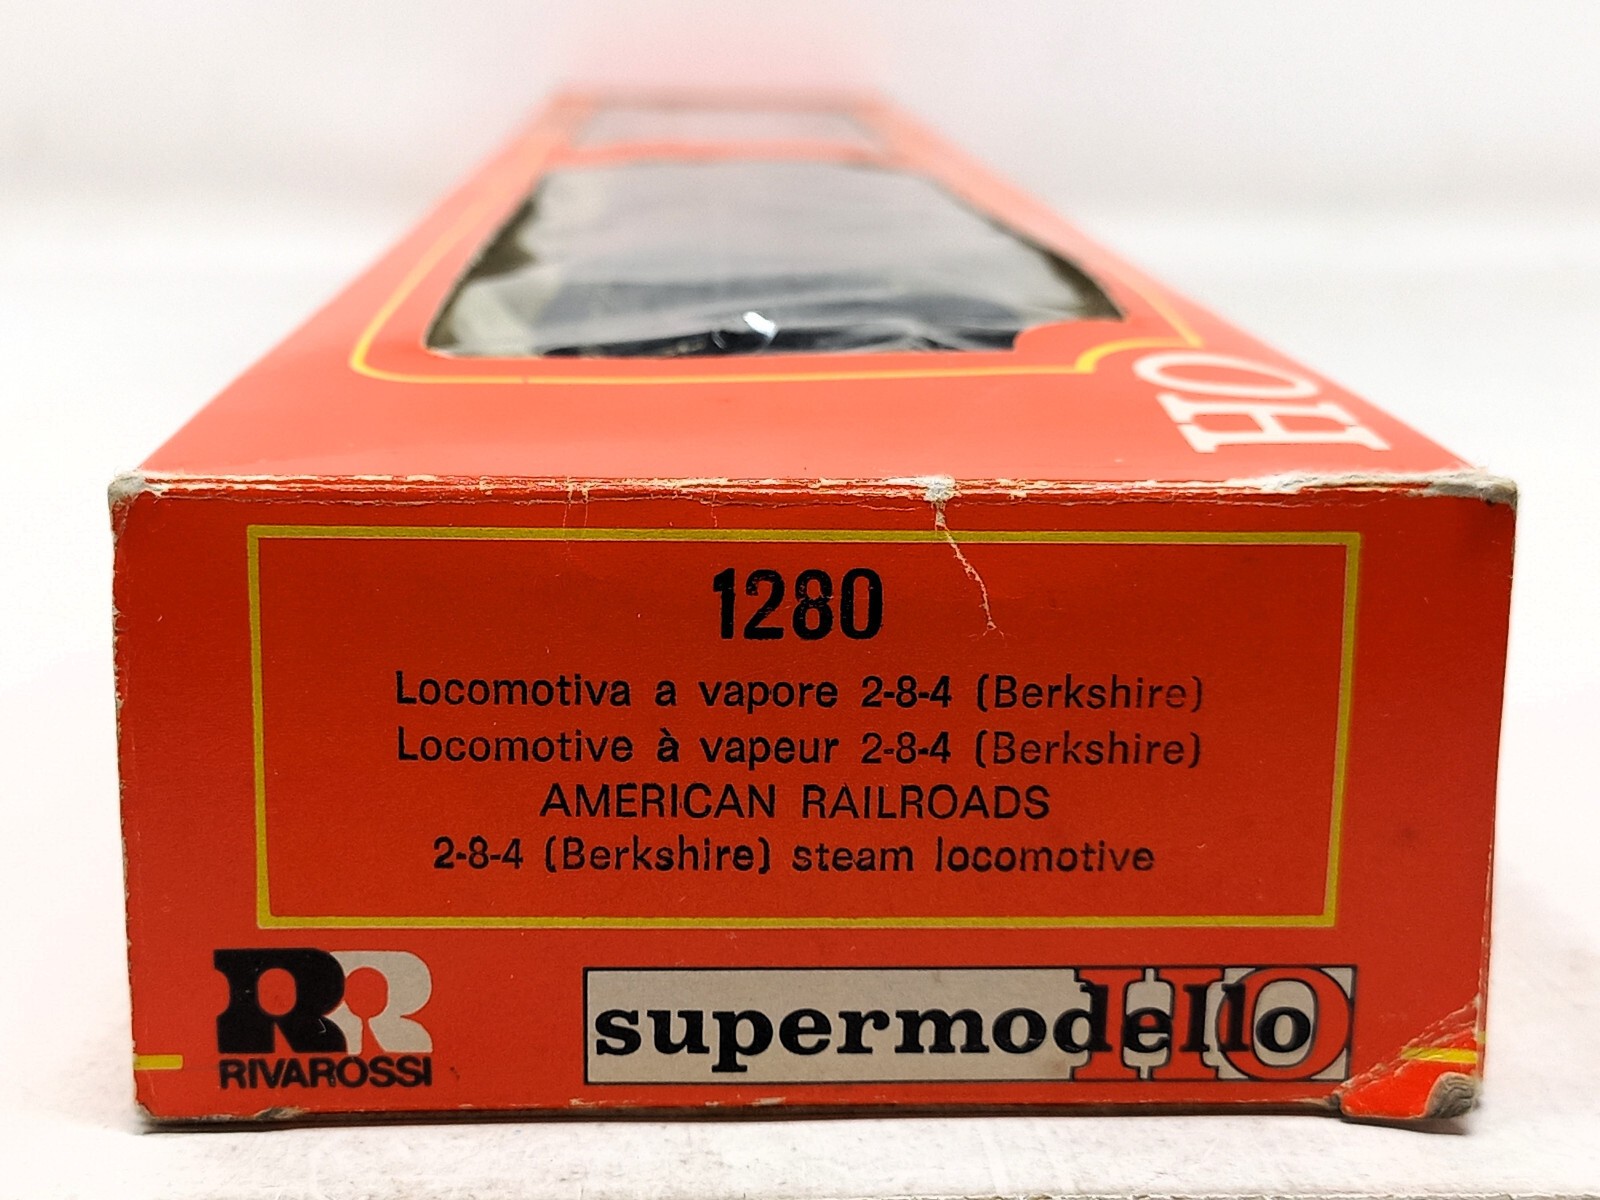 HO
1280
Locomotiva a vapore 2-8-4 (Berkshire)
Locomotive à vapeur 2-8-4 (Berkshire)
AMERICAN RAILROADS
2-8-4 (Berkshire) steam locomotive
RR
RIVAROSSI
supermodello HO